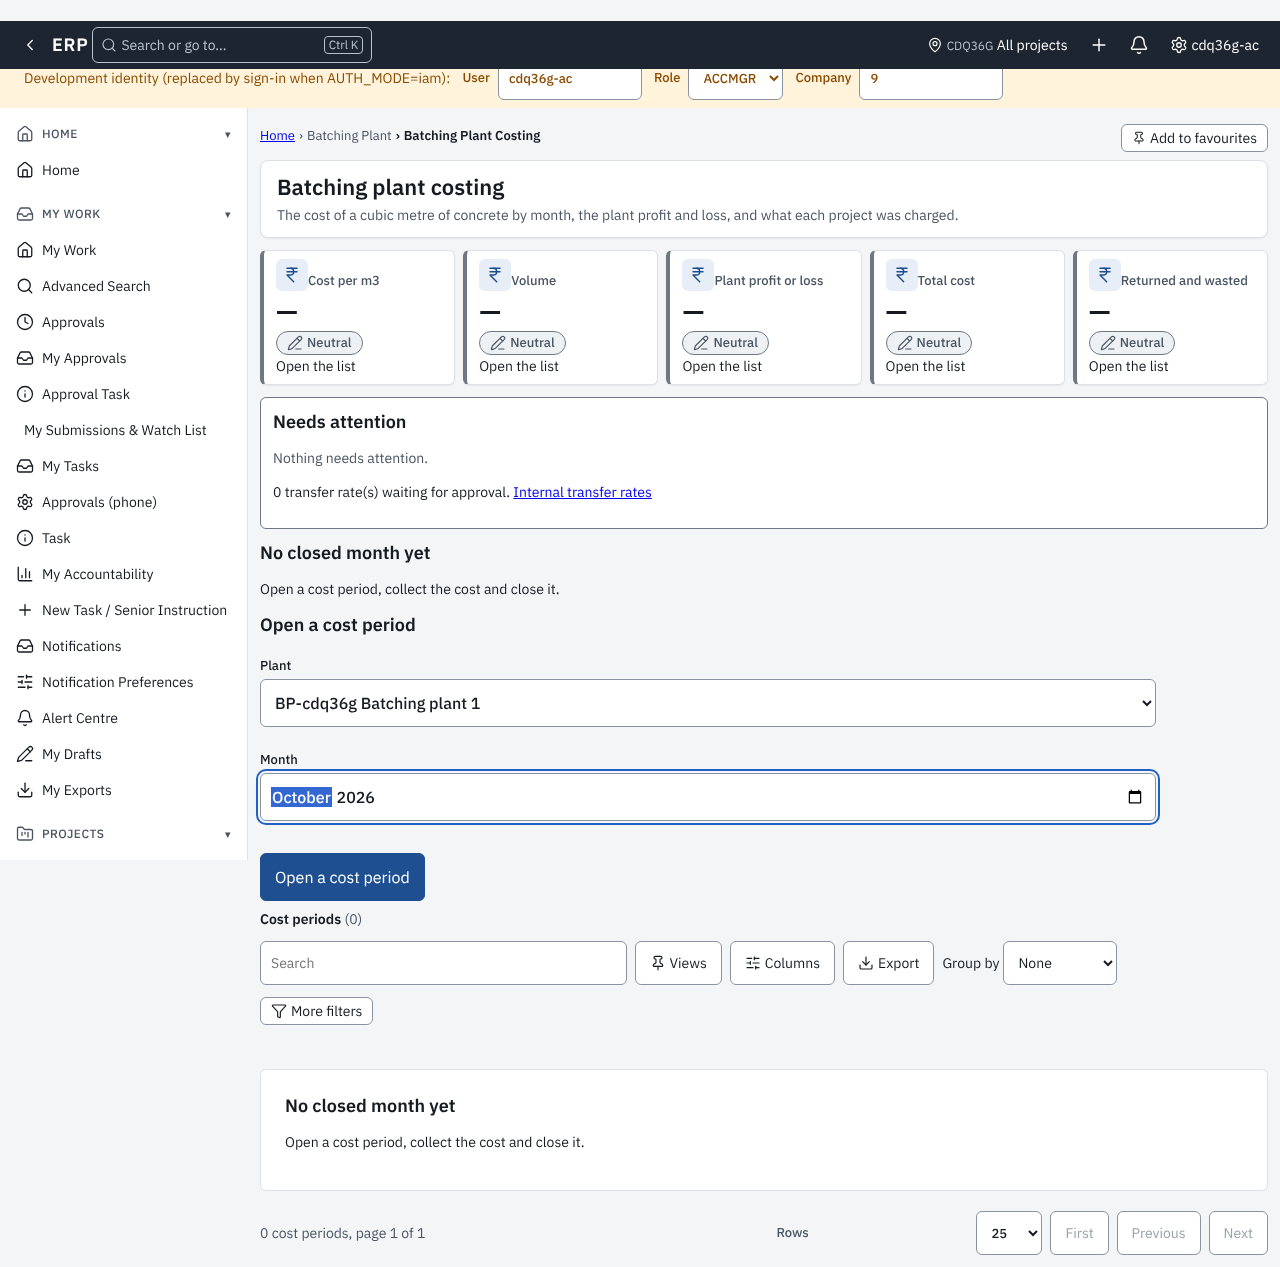 ERP
Search or go to...
Ctrl K
CDQ36G All projects
cdq36g-ac
Development identity (replaced by sign-in when AUTH_MODE=iam): User cdq36g-ac Role ACCMGR Company 9
HOME
Home
MY WORK
My Work
Advanced Search
Approvals
My Approvals
Approval Task
My Submissions & Watch List
My Tasks
Approvals (phone)
Task
My Accountability
New Task / Senior Instruction
Notifications
Notification Preferences
Alert Centre
My Drafts
My Exports
PROJECTS
Home › Batching Plant › Batching Plant Costing
Add to favourites
Batching plant costing
The cost of a cubic metre of concrete by month, the plant profit and loss, and what each project was charged.
₹ Cost per m3
—
Neutral
Open the list
₹ Volume
—
Neutral
Open the list
₹ Plant profit or loss
—
Neutral
Open the list
₹ Total cost
—
Neutral
Open the list
₹ Returned and wasted
—
Neutral
Open the list
Needs attention
Nothing needs attention.
0 transfer rate(s) waiting for approval. Internal transfer rates
No closed month yet
Open a cost period, collect the cost and close it.
Open a cost period
Plant
BP-cdq36g Batching plant 1
Month
October 2026
Open a cost period
Cost periods (0)
Search
Views
Columns
Export
Group by None
More filters
No closed month yet
Open a cost period, collect the cost and close it.
0 cost periods, page 1 of 1
Rows
25
First
Previous
Next